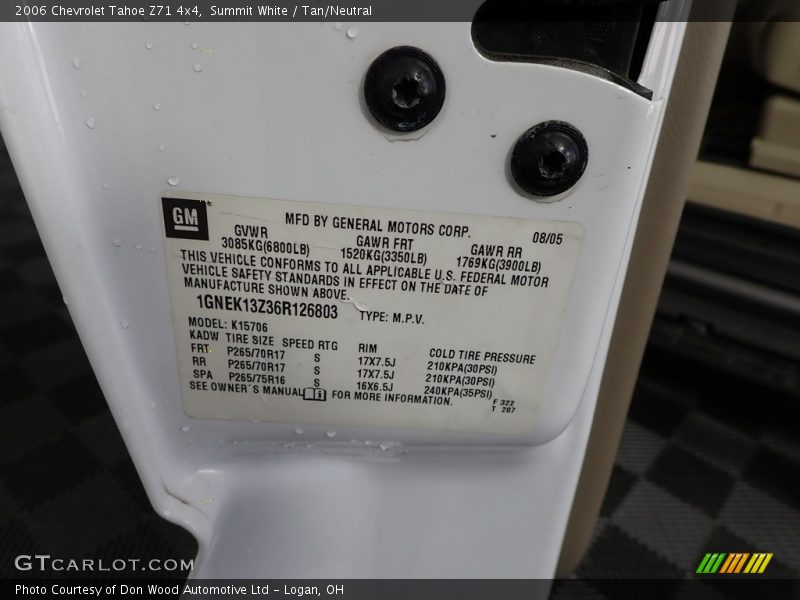 2006 Chevrolet Tahoe Z71 4x4, Summit White / Tan/Neutral
GM
MFD BY GENERAL MOTORS CORP. 08/05
GVWR GAWR FRT GAWR RR
3085KG(6800LB) 1520KG(3350LB) 1769KG(3900LB)
THIS VEHICLE CONFORMS TO ALL APPLICABLE U.S. FEDERAL MOTOR
VEHICLE SAFETY STANDARDS IN EFFECT ON THE DATE OF
MANUFACTURE SHOWN ABOVE.
1GNEK13Z36R126803 TYPE: M.P.V.
MODEL: K15706
KADW TIRE SIZE SPEED RTG RIM COLD TIRE PRESSURE
FRT P265/70R17 S 17X7.5J 210KPA(30PSI)
RR P265/70R17 S 17X7.5J 210KPA(30PSI)
SPA P265/75R16 S 16X6.5J 240KPA(35PSI)
SEE OWNER'S MANUAL FOR MORE INFORMATION.
F 322
T 207
GTCARLOT.COM
Photo Courtesy of Don Wood Automotive Ltd - Logan, OH